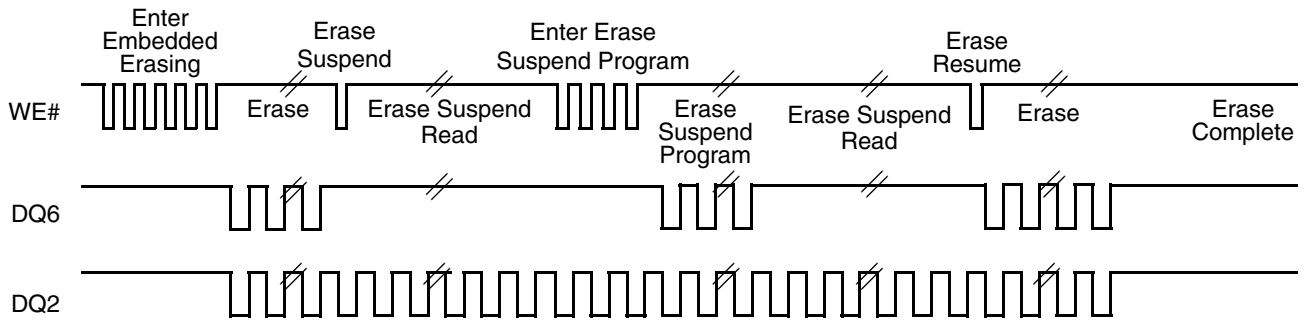 Enter
Embedded
Erasing
Erase
Suspend
Enter Erase
Suspend Program
Erase
Resume
WE#
Erase
Erase Suspend
Read
Erase
Suspend
Program
Erase Suspend
Read
Erase
Erase
Complete
DQ6
DQ2